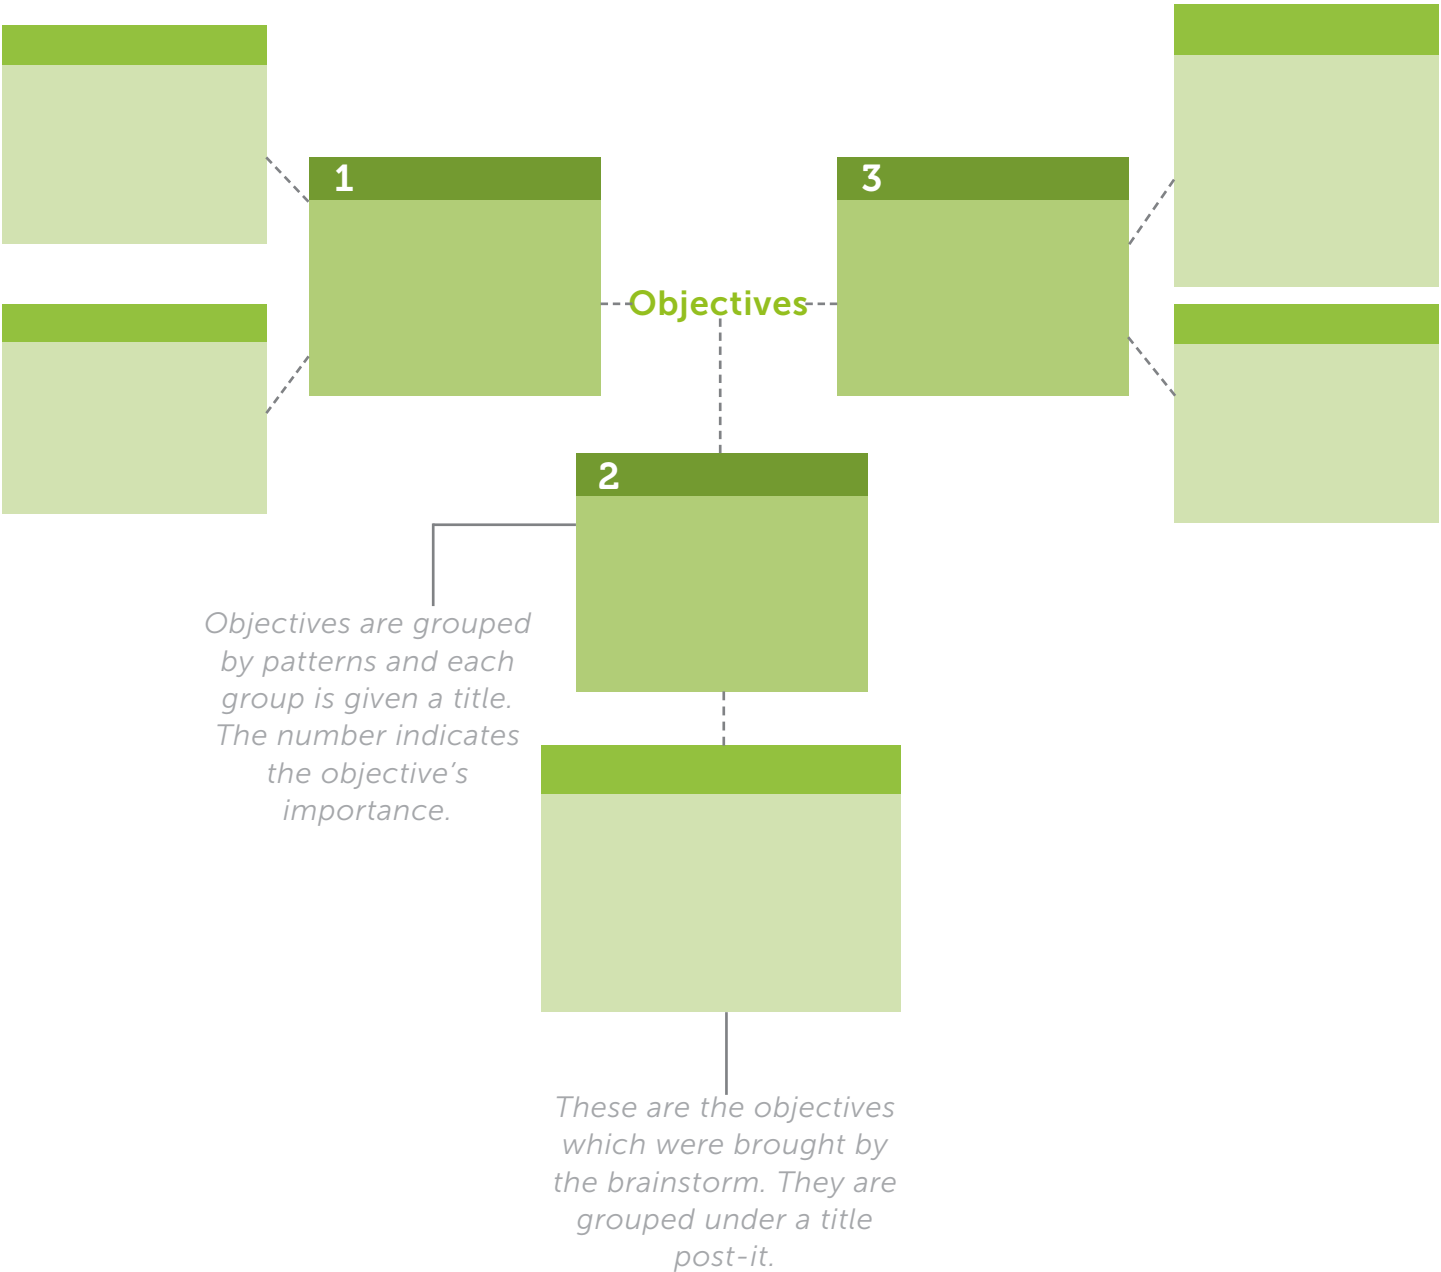 1
3
Objectives
2
Objectives are grouped
by patterns and each
group is given a title.
The number indicates
the objective’s
importance.
These are the objectives
which were brought by
the brainstorm. They are
grouped under a title
post-it.